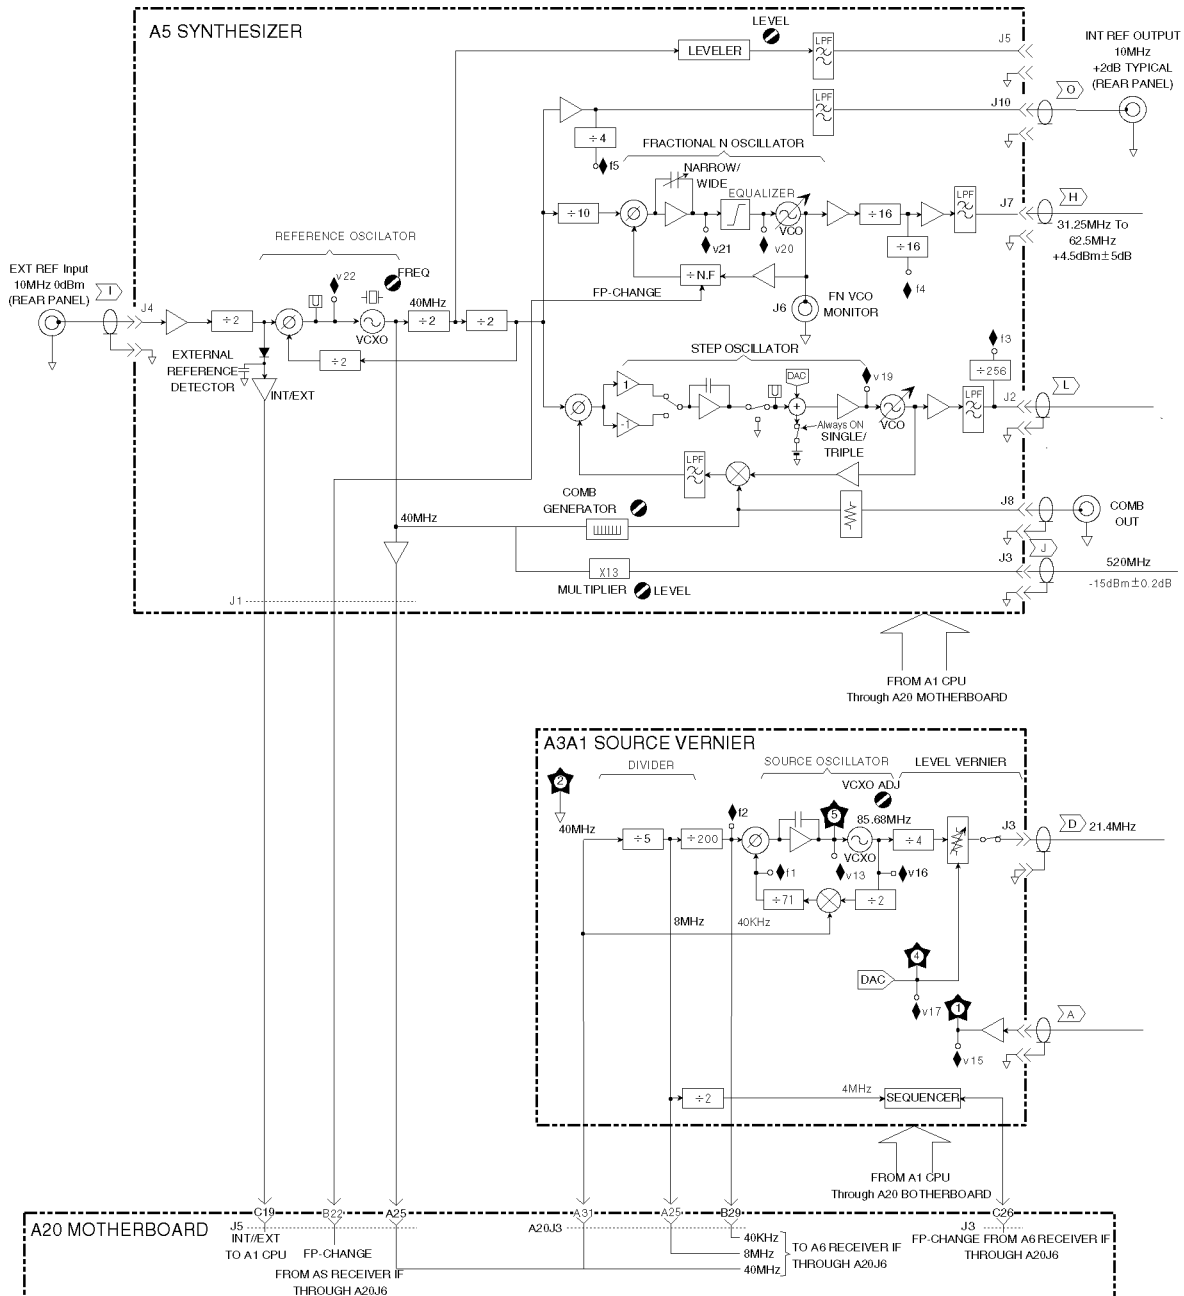 A5 SYNTHESIZER
LEVEL
LEVELER
LPF
J5
INT REF OUTPUT
10MHz
+2dB TYPICAL
(REAR PANEL)
LPF
J10
O
÷4
f5
FRACTIONAL N OSCILLATOR
NARROW/
WIDE
EQUALIZER
÷10
v21
v20
VCO
÷16
LPF
J7
H
÷16
31.25MHz To
62.5MHz
+4.5dBm±5dB
f4
÷N.F
FP-CHANGE
J6
FN VCO
MONITOR
REFERENCE OSCILATOR
EXT REF Input
10MHz 0dBm
(REAR PANEL)
I
J4
÷2
U
v22
FREQ
VCXO
40MHz
÷2
÷2
÷2
EXTERNAL
REFERENCE
DETECTOR
INT/EXT
STEP OSCILLATOR
f3
÷256
1
-1
U
DAC
+
v19
VCO
LPF
J2
L
Always ON
SINGLE/
TRIPLE
LPF
COMB
GENERATOR
40MHz
J8
COMB
OUT
J
J3
520MHz
X13
MULTIPLIER
LEVEL
-15dBm±0.2dB
J1
FROM A1 CPU
Through A20 MOTHERBOARD
A3A1 SOURCE VERNIER
DIVIDER
SOURCE OSCILLATOR
LEVEL VERNIER
2
VCXO ADJ
40MHz
÷5
÷200
f2
5
85.68MHz
VCXO
÷4
J3
D
21.4MHz
f1
v13
v16
÷71
÷2
8MHz
40KHz
4
DAC
v17
1
A
v15
÷2
4MHz
SEQUENCER
FROM A1 CPU
Through A20 BOTHERBOARD
C19
B22
A25
A31
A25
B29
C26
A20 MOTHERBOARD
J5
INT//EXT
TO A1 CPU
FP-CHANGE
FROM AS RECEIVER IF
THROUGH A20J6
A20J3
40KHz
8MHz
40MHz
TO A6 RECEIVER IF
THROUGH A20J6
J3
FP-CHANGE FROM A6 RECEIVER IF
THROUGH A20J6